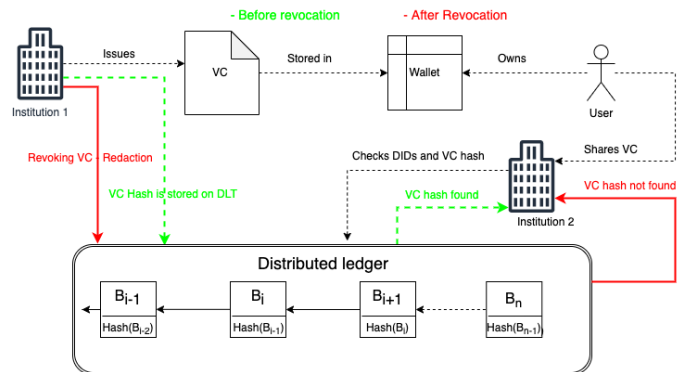 - Before revocation
- After Revocation
Issues
VC
Stored in
Wallet
Owns
Institution 1
User
Revoking VC - Redaction
Checks DIDs and VC hash
Shares VC
VC Hash is stored on DLT
VC hash found
VC hash not found
Institution 2
Distributed ledger
Bi-1
Bi
Bi+1
Bn
Hash(Bi-2)
Hash(Bi-1)
Hash(Bi)
Hash(Bn-1))